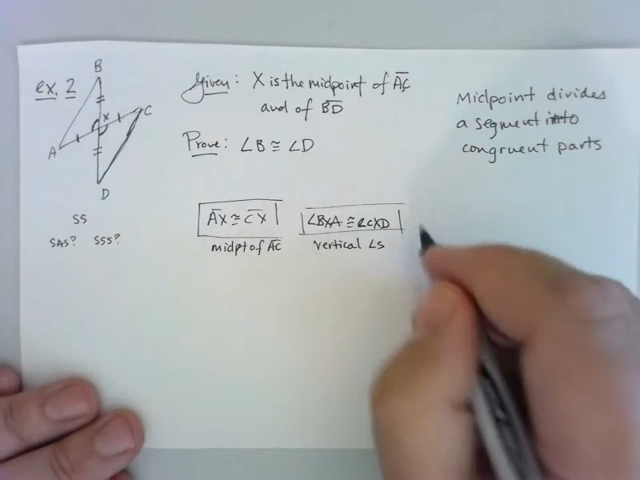 ex. 2
B
x
C
A
D
SS
SAS? SSS?
Given: X is the midpoint of AC
and of BD
Prove: ∠B ≅ ∠D
Midpoint divides
a segment into
congruent parts
AX ≅ CX
midpt of AC
∠BXA ≅ ∠CXD
vertical ∠s